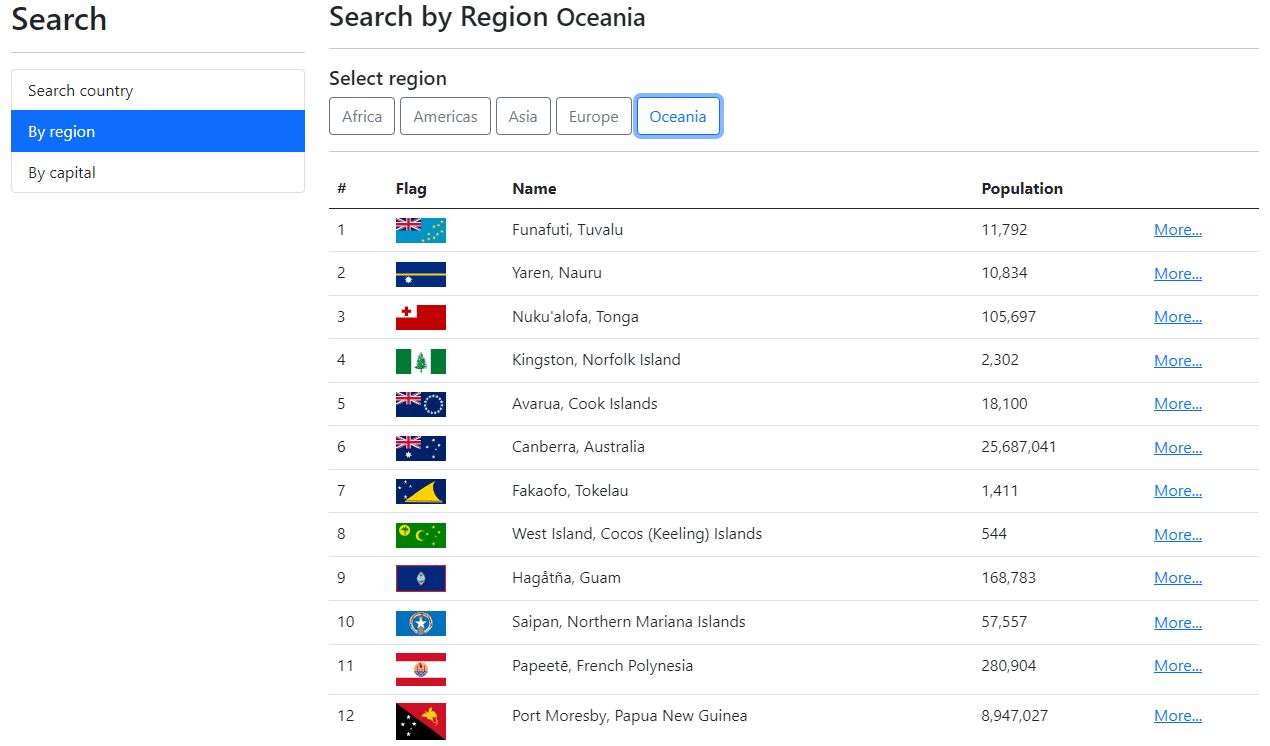 Search
Search country
By region
By capital
Search by Region Oceania
Select region
Africa Americas Asia Europe Oceania
# Flag Name Population
1 Funafuti, Tuvalu 11,792 More...
2 Yaren, Nauru 10,834 More...
3 Nuku'alofa, Tonga 105,697 More...
4 Kingston, Norfolk Island 2,302 More...
5 Avarua, Cook Islands 18,100 More...
6 Canberra, Australia 25,687,041 More...
7 Fakaofo, Tokelau 1,411 More...
8 West Island, Cocos (Keeling) Islands 544 More...
9 Hagåtña, Guam 168,783 More...
10 Saipan, Northern Mariana Islands 57,557 More...
11 Papeetē, French Polynesia 280,904 More...
12 Port Moresby, Papua New Guinea 8,947,027 More...